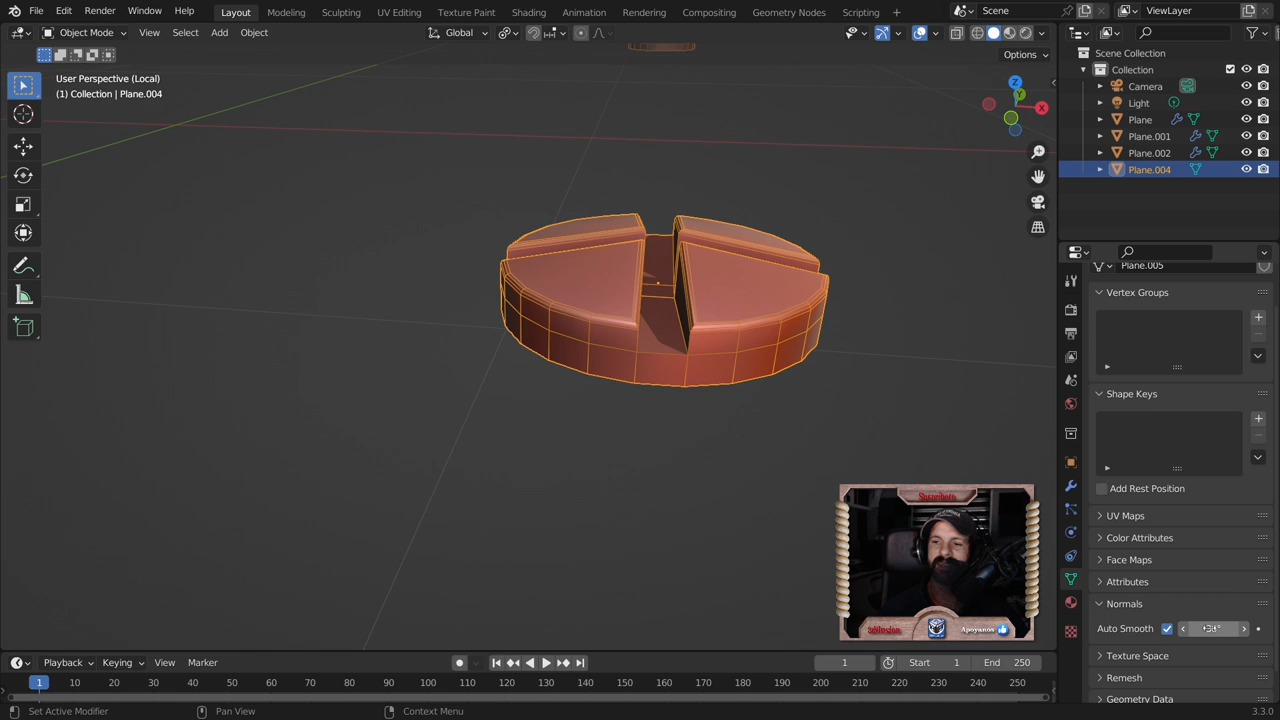 File Edit Render Window Help Layout Modeling Sculpting UV Editing Texture Paint Shading Animation Rendering Compositing Geometry Nodes Scripting Scene ViewLayer
Object Mode View Select Add Object Global
Options
User Perspective (Local)
(1) Collection | Plane.004
Z
Y
X
Scene Collection
Collection
Camera
Light
Plane
Plane.001
Plane.002
Plane.004
Plane.005
Vertex Groups
Shape Keys
Add Rest Position
UV Maps
Color Attributes
Face Maps
Attributes
Normals
Auto Smooth
Texture Space
Remesh
Geometry Data
Apoyanos
Playback Keying View Marker 1 Start 1 End 250
1 10 20 30 40 50 60 70 80 90 100 110 120 130 140 150 160 170 180 190 200 210 220 230 240 250
Set Active Modifier Pan View Context Menu 3.3.0